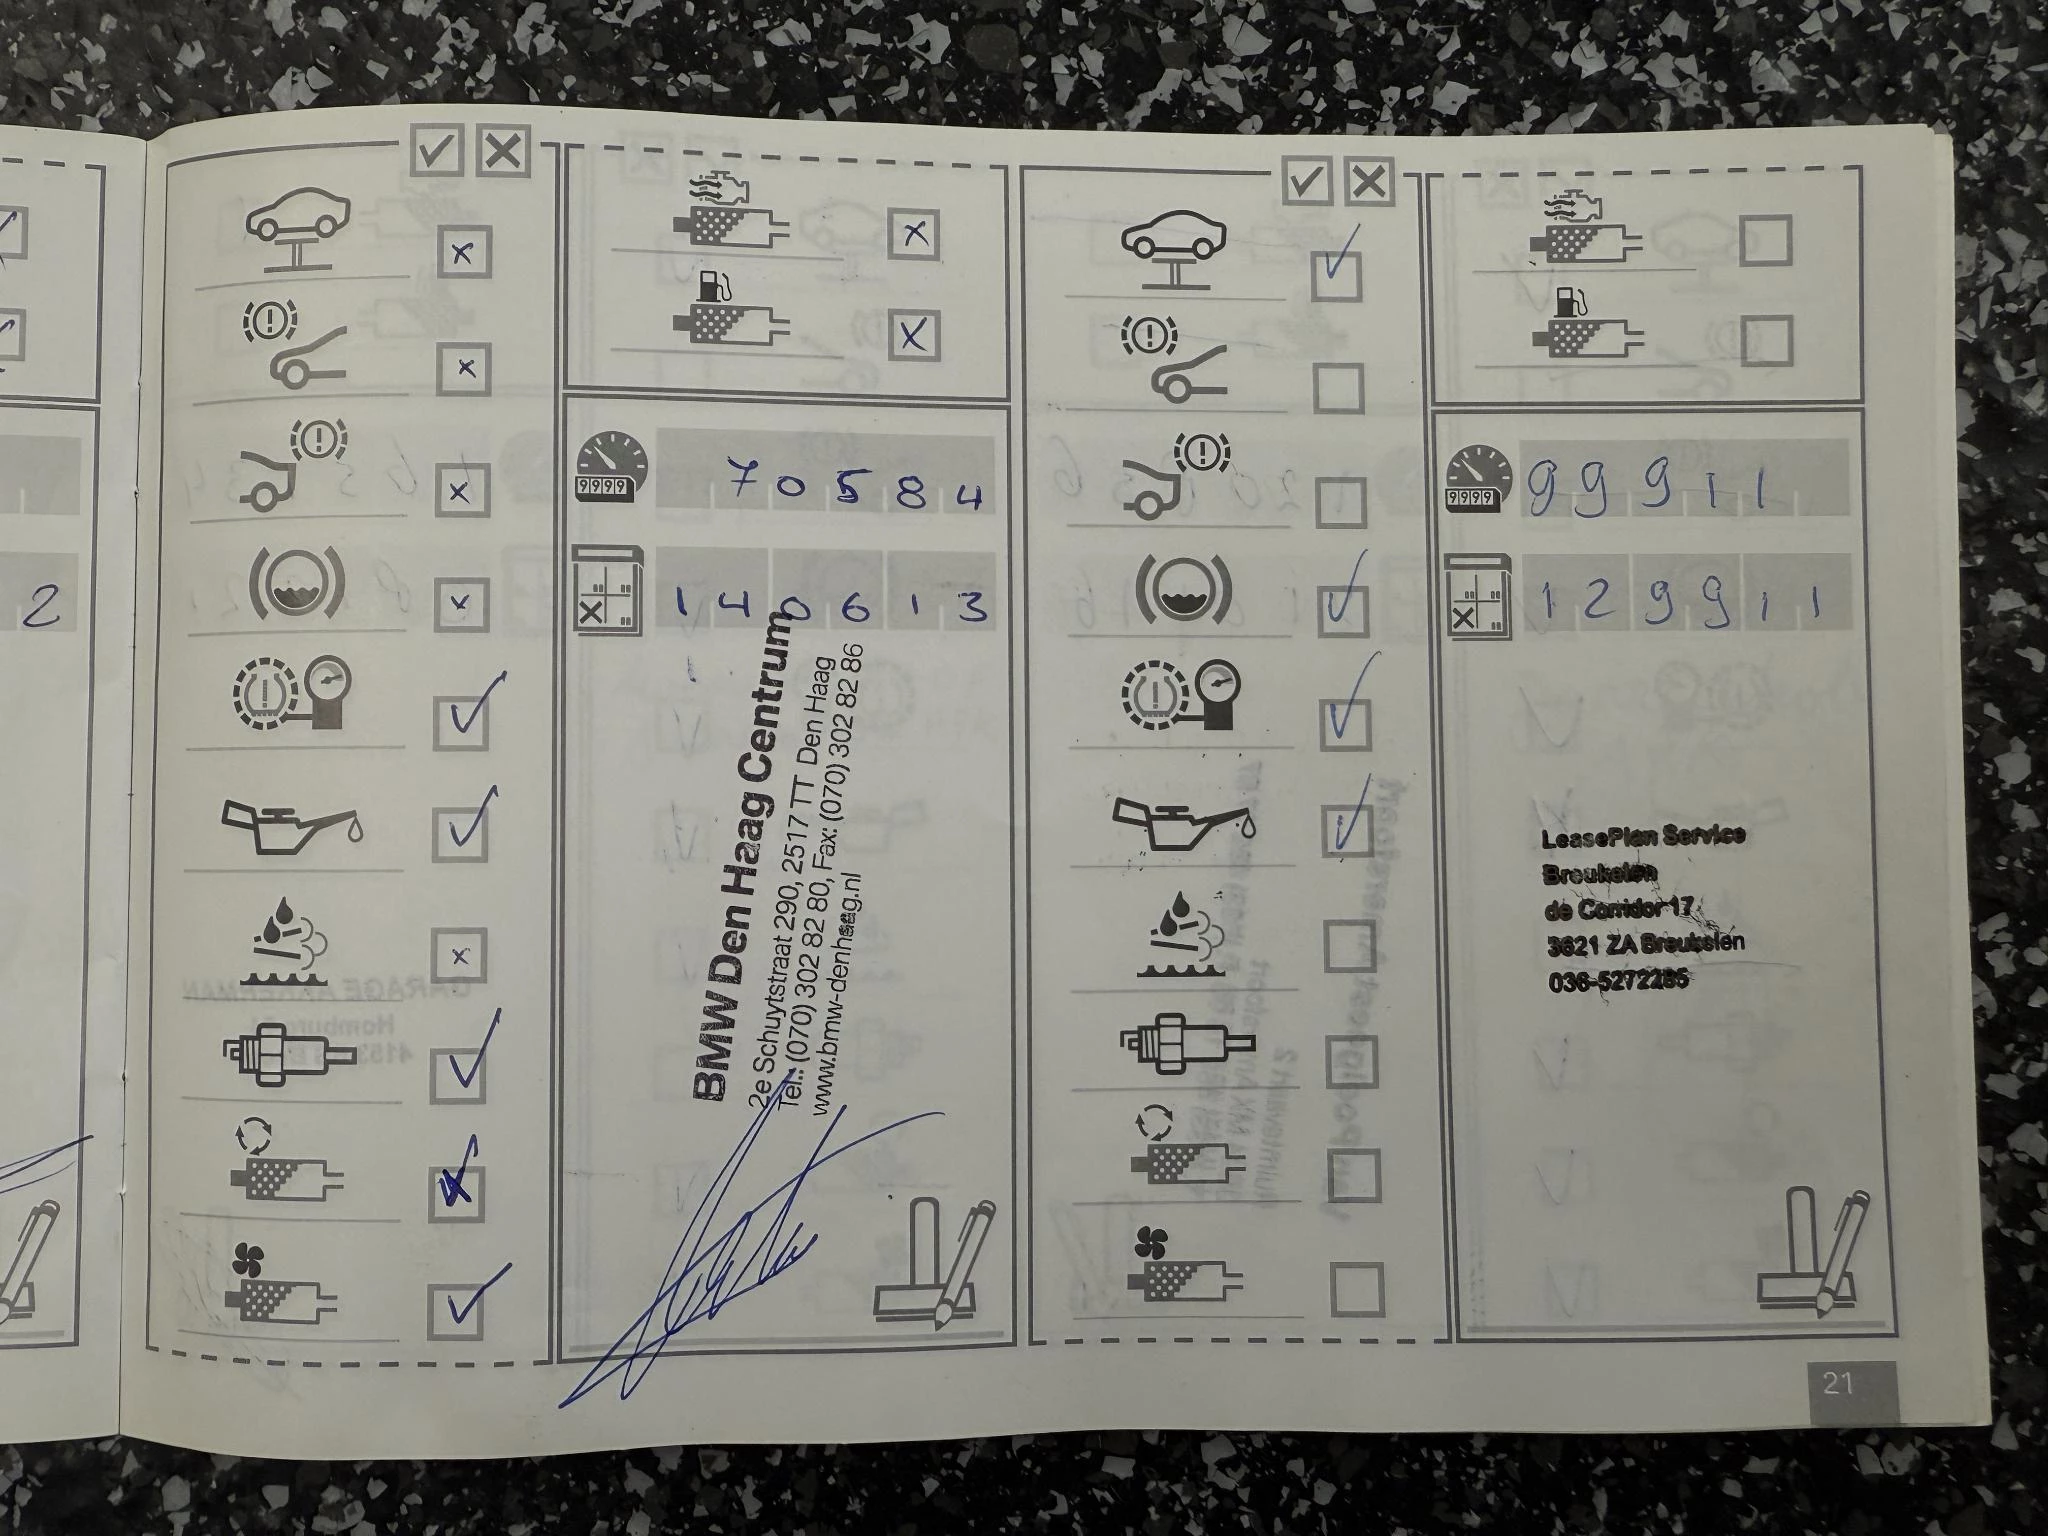 2
70584
140613
BMW Den Haag Centrum
2e Schuytstraat 290, 2517 TT Den Haag
Tel.: (070) 302 82 80, Fax: (070) 302 82 86
www.bmw-denhaag.nl
99911
129911
LeasePlan Service
Breukelen
de Corridor 17
3621 ZA Breukelen
036-5272285
21